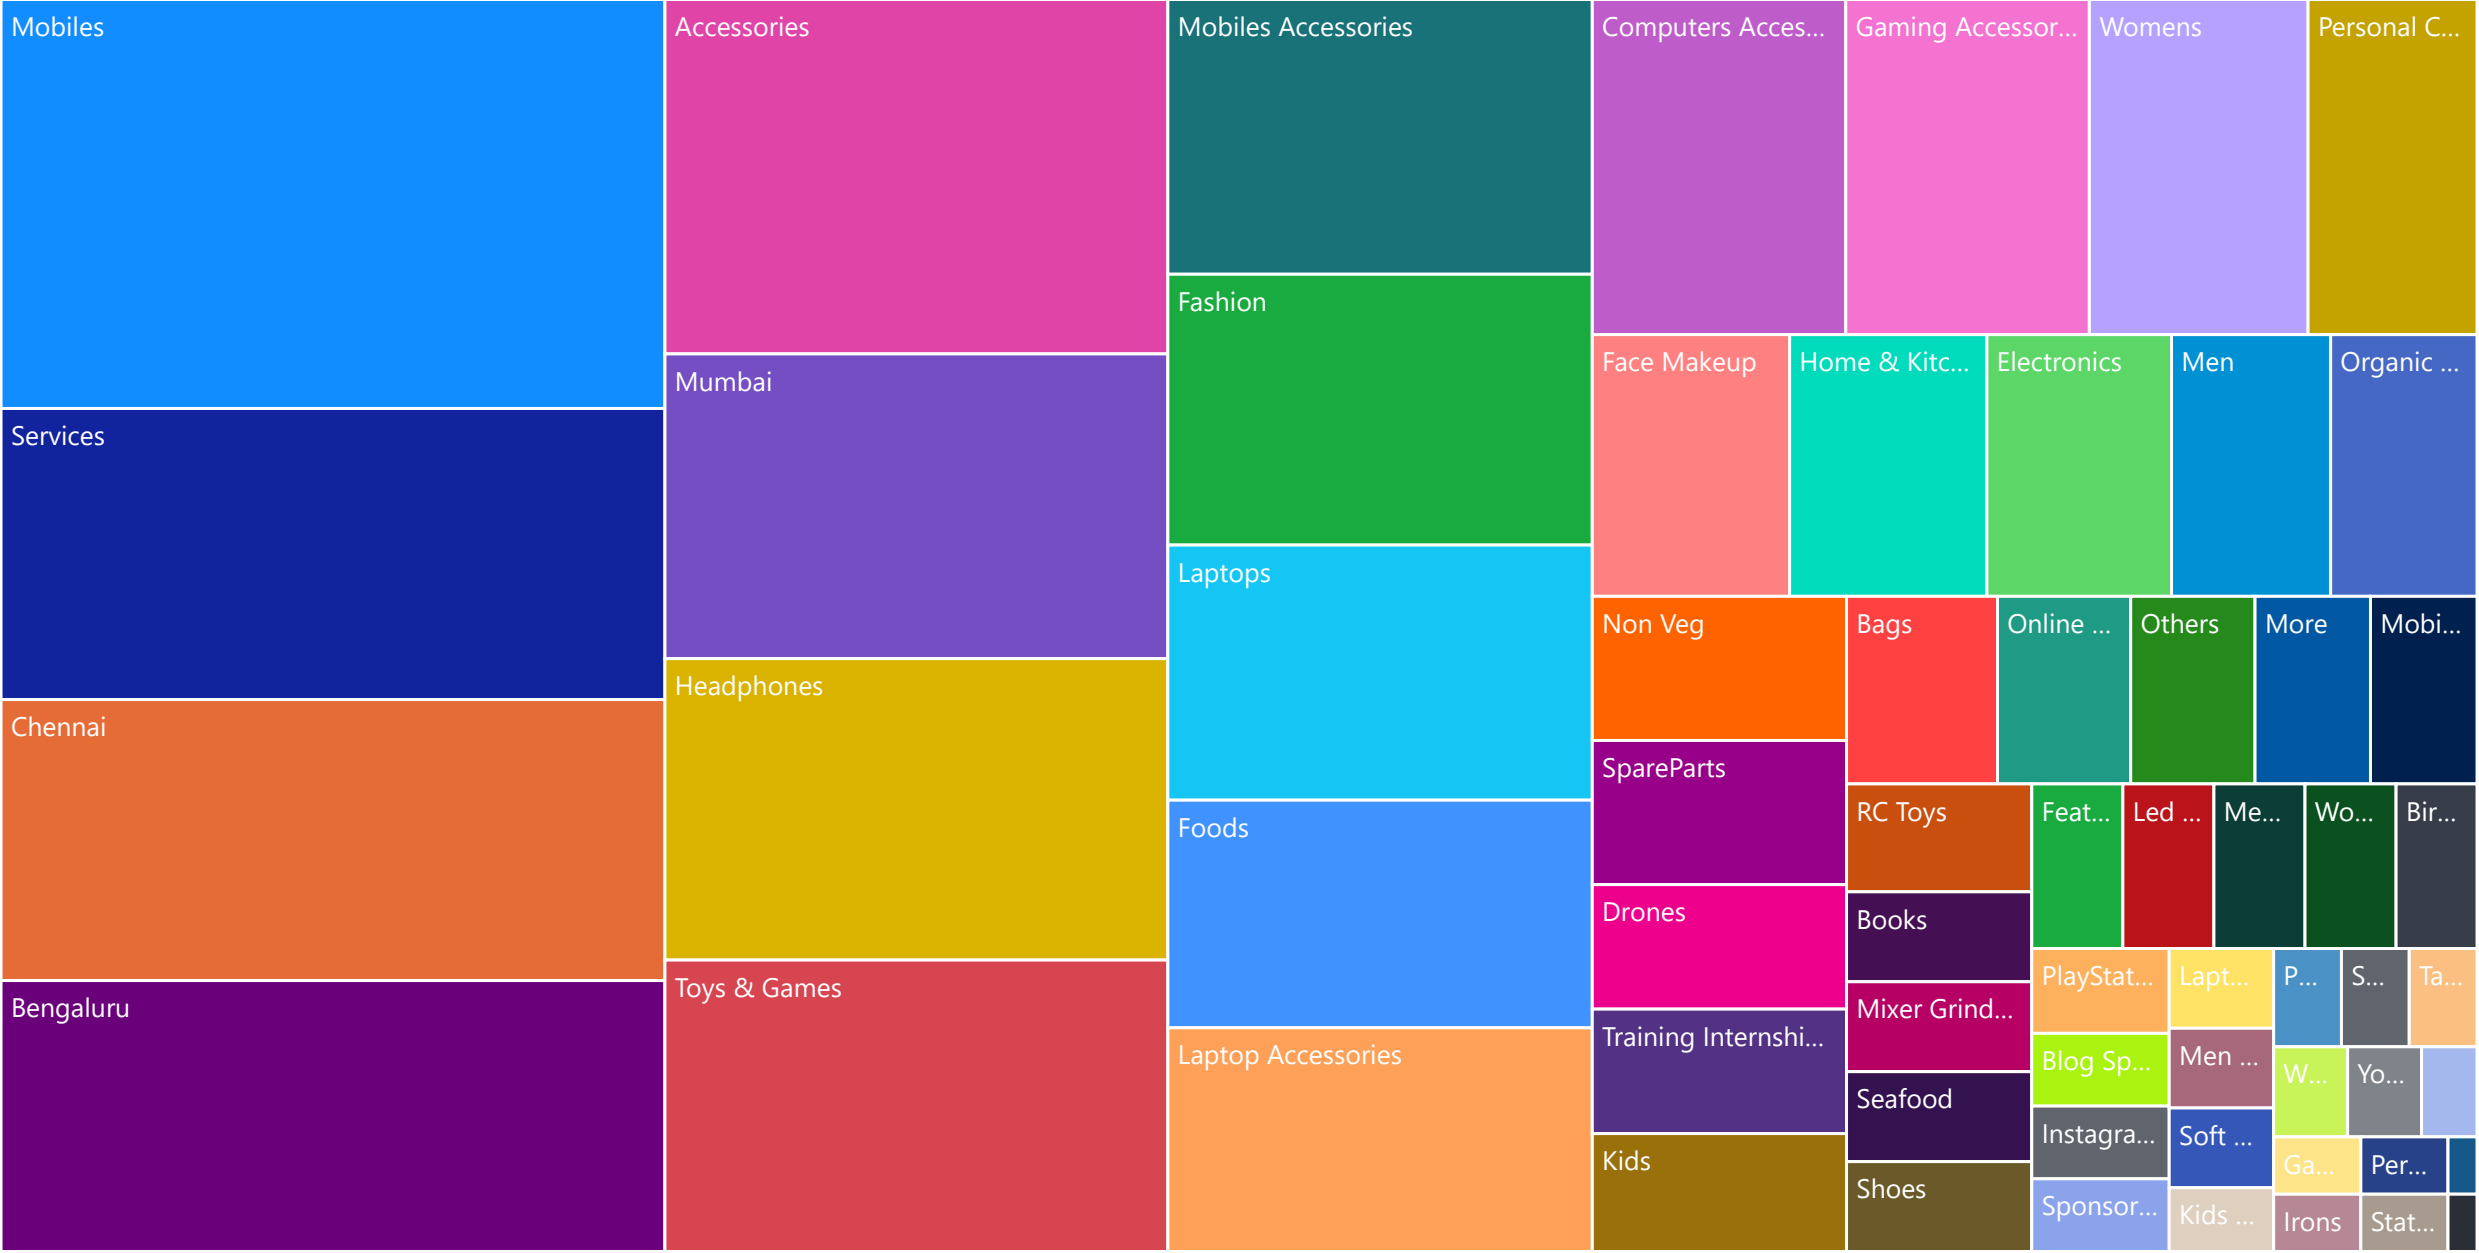 Mobiles
Services
Chennai
Bengaluru
Accessories
Mumbai
Headphones
Toys & Games
Mobiles Accessories
Fashion
Laptops
Foods
Laptop Accessories
Computers Acces...
Gaming Accessor...
Womens
Personal C...
Face Makeup
Home & Kitc...
Electronics
Men
Organic ...
Non Veg
SpareParts
Drones
Training Internshi...
Kids
Bags
Online ...
Others
More
Mobi...
RC Toys
Books
Mixer Grind...
Seafood
Shoes
Feat...
Led ...
Me...
Wo...
Bir...
PlayStat...
Blog Sp...
Instagra...
Sponsor...
Lapt...
Men ...
Soft ...
Kids ...
P...
S...
Ta...
W...
Yo...
Ga...
Per...
Irons
Stat...